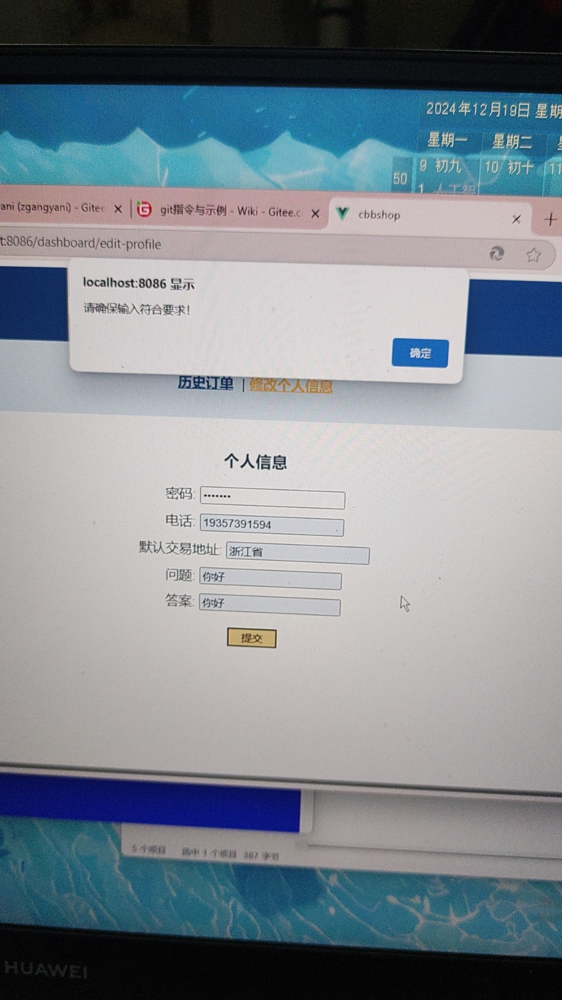 2024年12月19日 星期
星期一 星期二
50 9 初九 10 初十 11
ani (zgangyani) - Gitee git指令与示例 - Wiki - Gitee.c cbbshop
t:8086/dashboard/edit-profile
localhost:8086 显示
请确保输入符合要求!
确定
历史订单 | 修改个人信息
个人信息
密码: •••••••
电话: 19357391594
默认交易地址: 浙江省
问题: 你好
答案: 你好
提交
5 个项目 选中 1 个项目 387 字节
HUAWEI